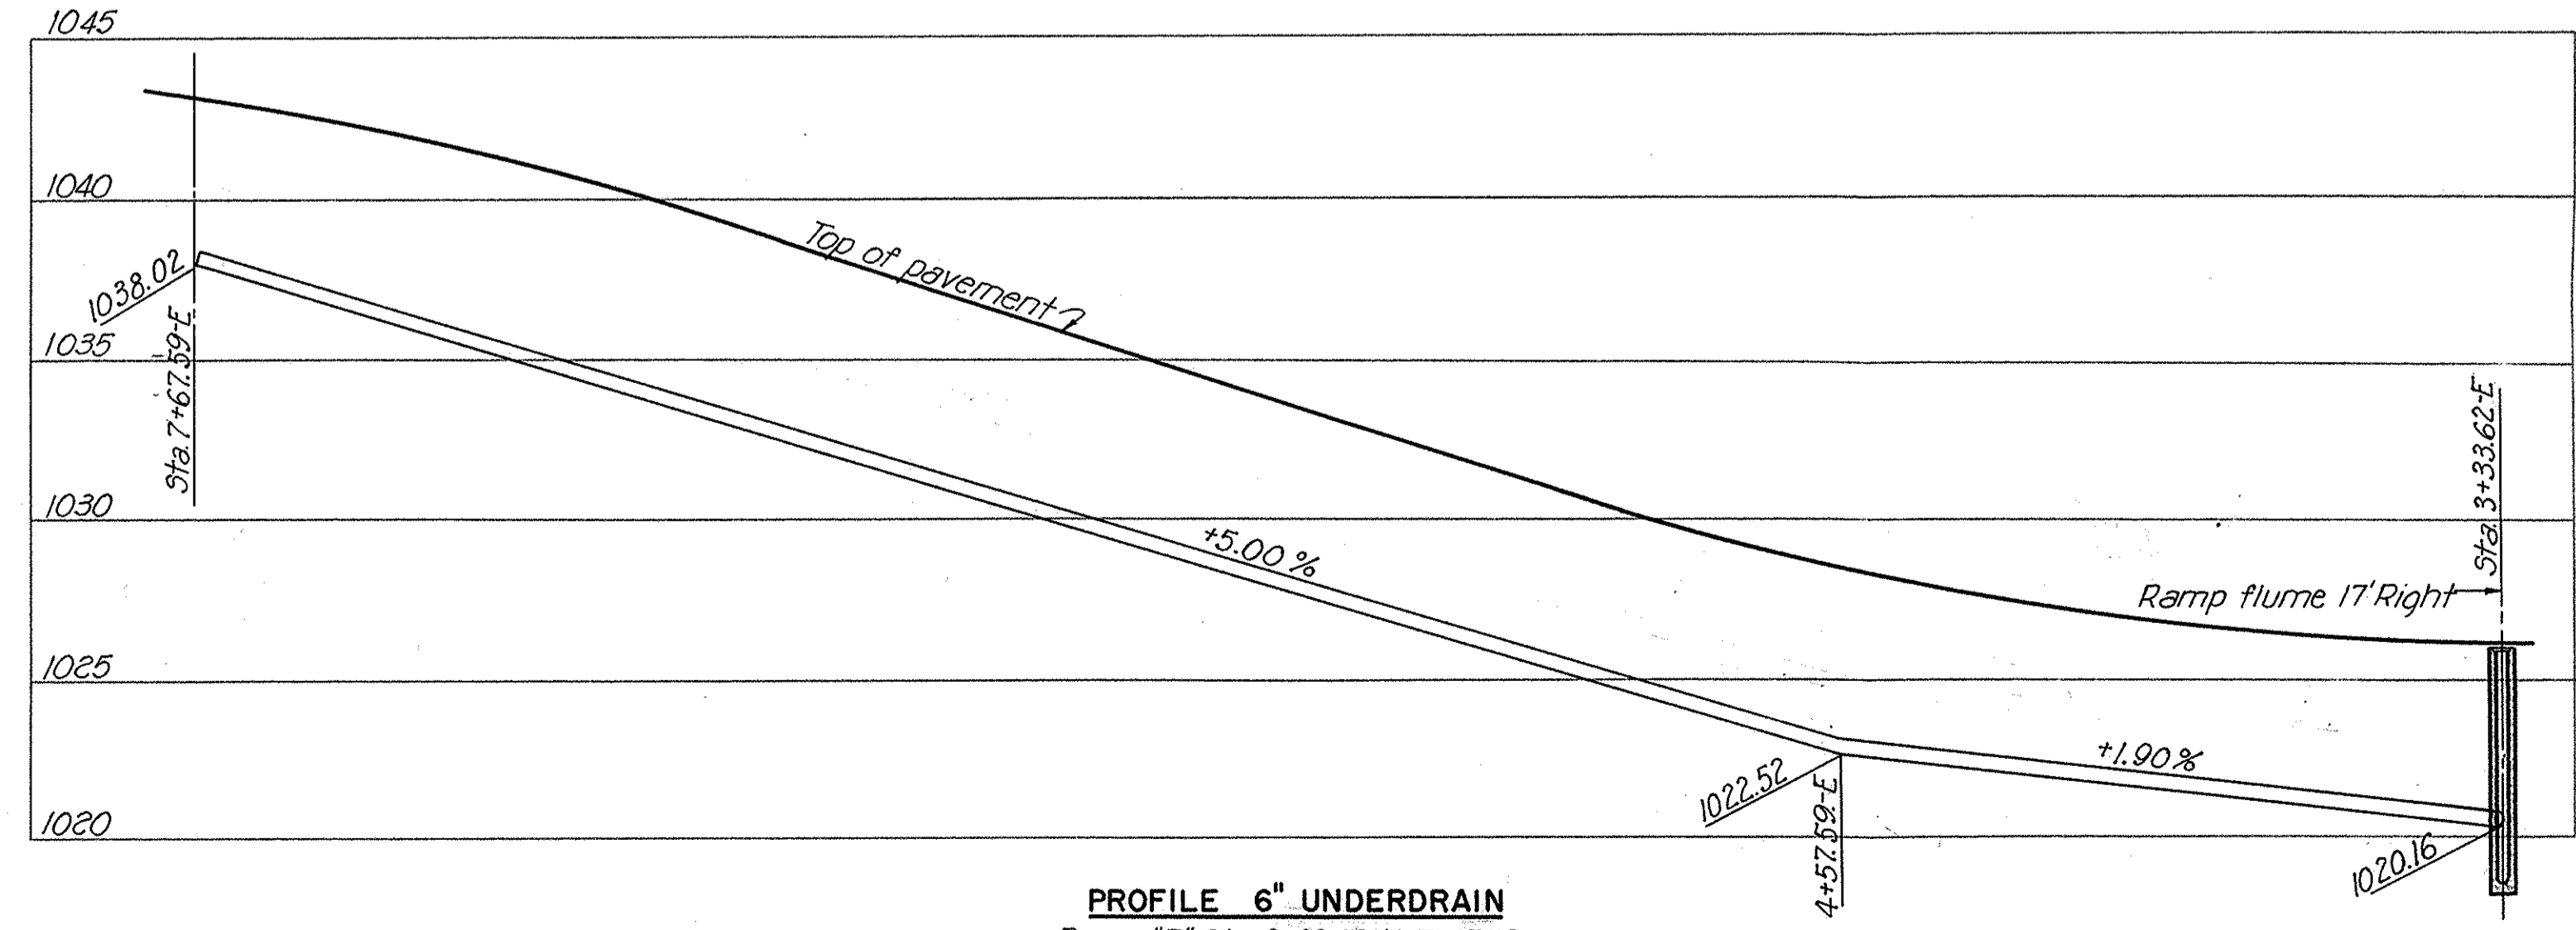 1045
1040
1035
1030
1025
1020
1038.02
Sta. 7+67.59-E
Top of pavement
+5.00%
1022.52
4+57.59-E
+1.90%
Ramp flume 17' Right
Sta. 3+33.62-E
1020.16
PROFILE 6" UNDERDRAIN